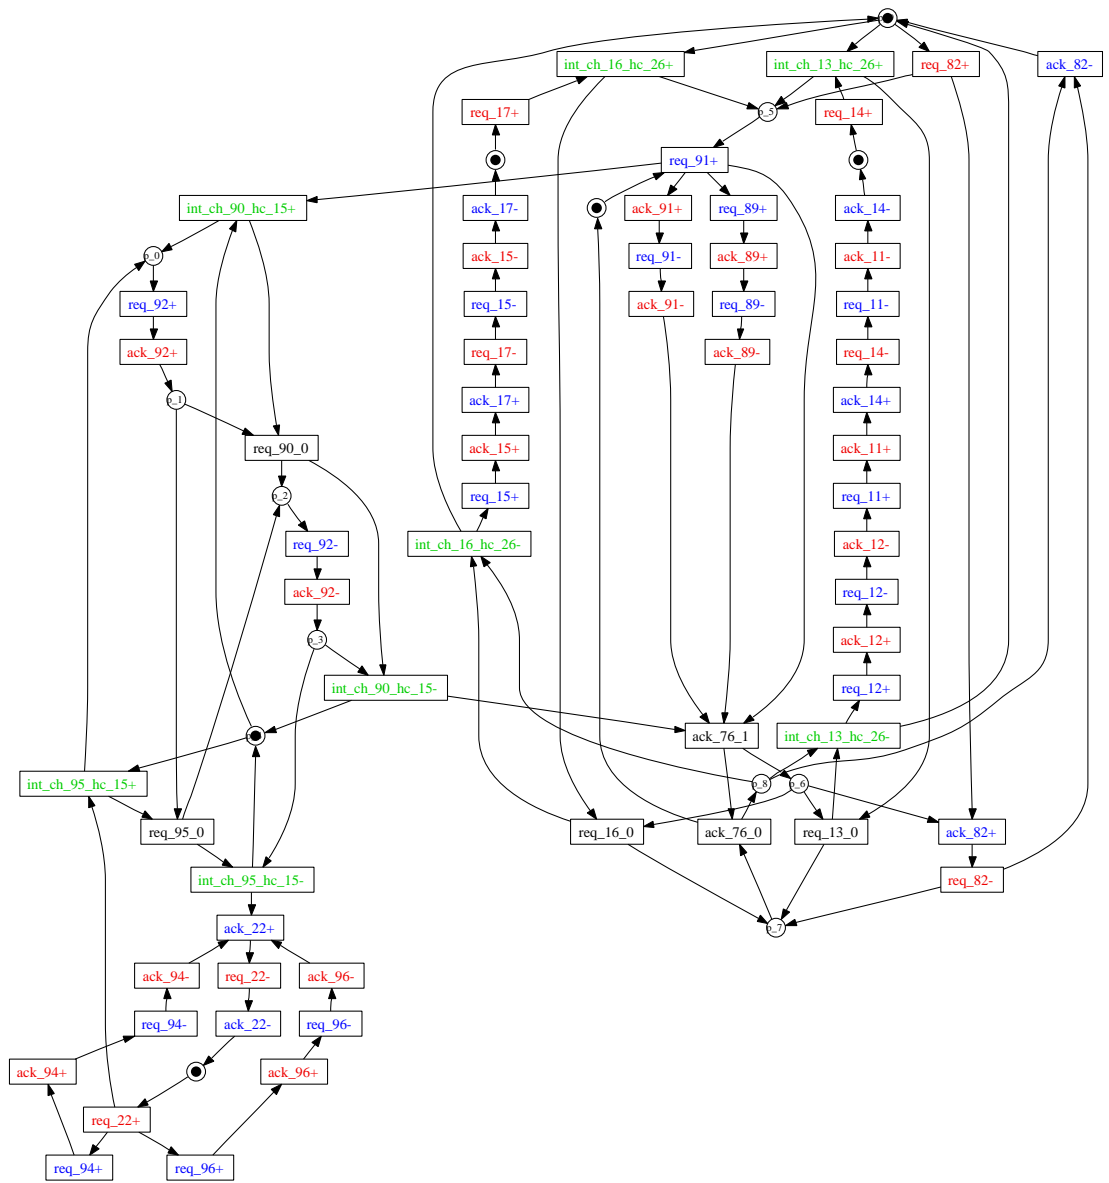 int_ch_16_hc_26+
int_ch_13_hc_26+
req_82+
ack_82-
req_17+
p_5
req_14+
req_91+
int_ch_90_hc_15+
ack_17-
ack_91+
req_89+
ack_14-
p_0
ack_15-
req_91-
ack_89+
ack_11-
req_92+
req_15-
ack_91-
req_89-
req_11-
ack_92+
req_17-
ack_89-
req_14-
p_1
ack_17+
ack_14+
req_90_0
ack_15+
ack_11+
p_2
req_15+
req_11+
req_92-
int_ch_16_hc_26-
ack_12-
ack_92-
req_12-
p_3
ack_12+
int_ch_90_hc_15-
req_12+
ack_76_1
int_ch_13_hc_26-
int_ch_95_hc_15+
p_8
p_6
req_95_0
req_16_0
ack_76_0
req_13_0
ack_82+
int_ch_95_hc_15-
req_82-
ack_22+
p_7
ack_94-
req_22-
ack_96-
req_94-
ack_22-
req_96-
ack_94+
ack_96+
req_22+
req_94+
req_96+